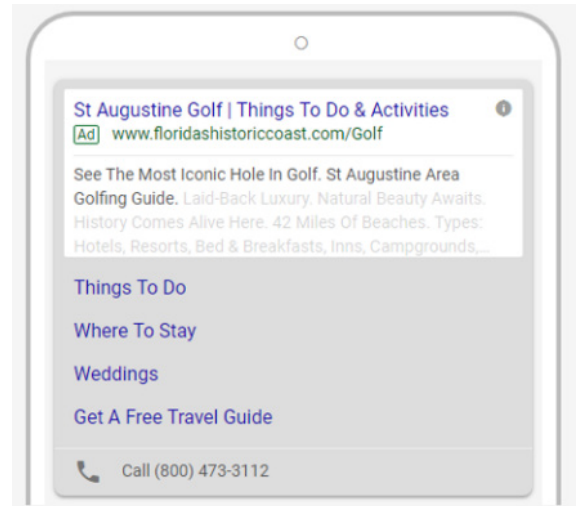 St Augustine Golf | Things To Do & Activities
Ad www.floridashistoriccoast.com/Golf
See The Most Iconic Hole In Golf. St Augustine Area
Golfing Guide. Laid-Back Luxury. Natural Beauty Awaits.
History Comes Alive Here. 42 Miles Of Beaches. Types:
Hotels, Resorts, Bed & Breakfasts, Inns, Campgrounds,...
Things To Do
Where To Stay
Weddings
Get A Free Travel Guide
Call (800) 473-3112